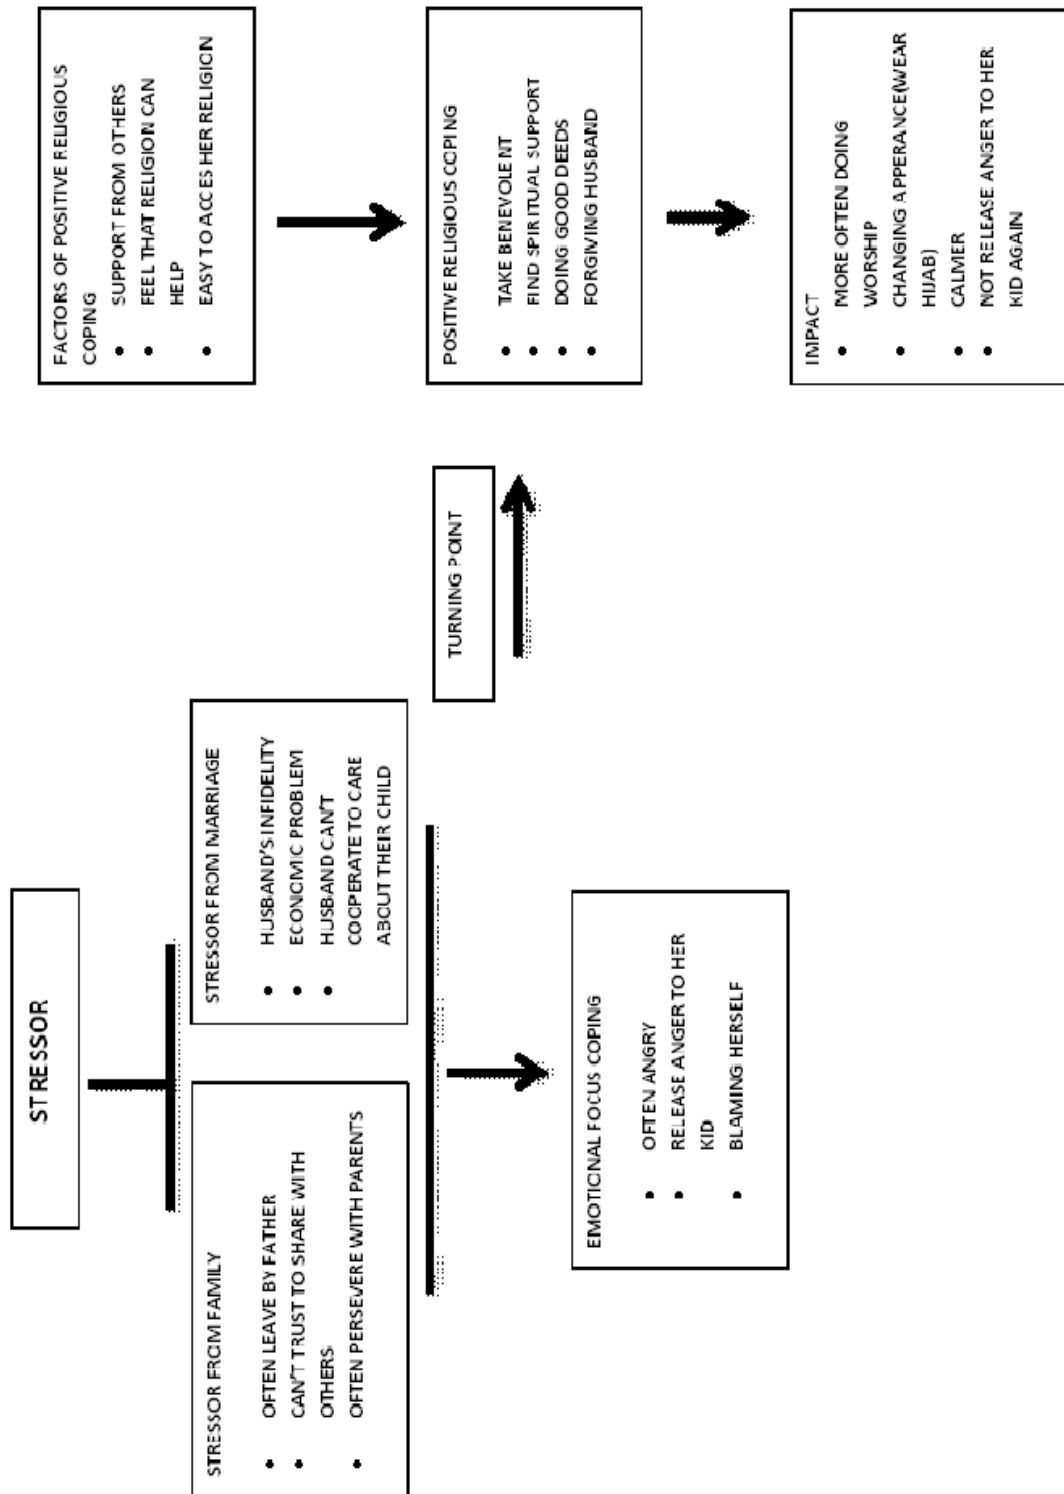 STRESSOR
STRESSOR FROM FAMILY
• OFTEN LEAVE BY FATHER
• CAN'T TRUST TO SHARE WITH
OTHERS
• OFTEN PERSEVERE WITH PARENTS
STRESSOR FROM MARRIAGE
• HUSBAND'S INFIDELITY
• ECONOMIC PROBLEM
• HUSBAND CAN'T
COOPERATE TO CARE
ABOUT THEIR CHILD
EMOTIONAL FOCUS COPING
• OFTEN ANGRY
• RELEASE ANGER TO HER
KID
• BLAMING HERSELF
TURNING POINT
FACTORS OF POSITIVE RELIGIOUS
COPING
• SUPPORT FROM OTHERS
• FEEL THAT RELIGION CAN
HELP
• EASY TO ACCES HER RELIGION
POSITIVE RELIGIOUS COPING
• TAKE BENEVOLENT
• FIND SPIRITUAL SUPPORT
• DOING GOOD DEEDS
• FORGIVING HUSBAND
IMPACT
• MORE OFTEN DOING
WORSHIP
• CHANGING APPERANCE(WEAR
HIJAB)
• CALMER
• NOT RELEASE ANGER TO HER
KID AGAIN